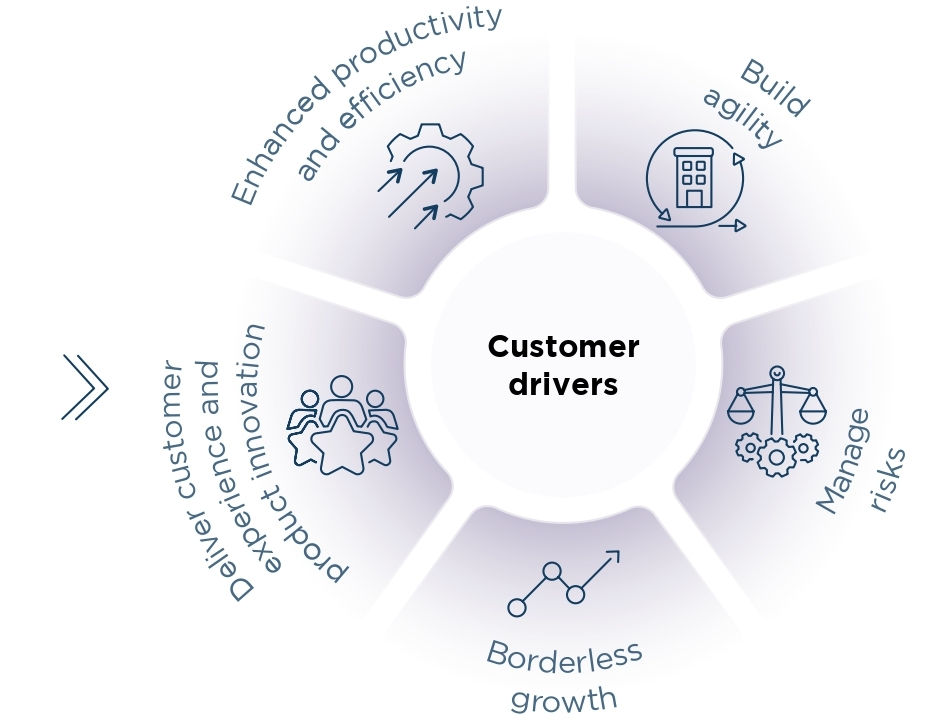 Enhanced productivity
and efficiency
Build
agility
Customer
drivers
Deliver customer
experience and
product innovation
Manage
risks
Borderless
growth